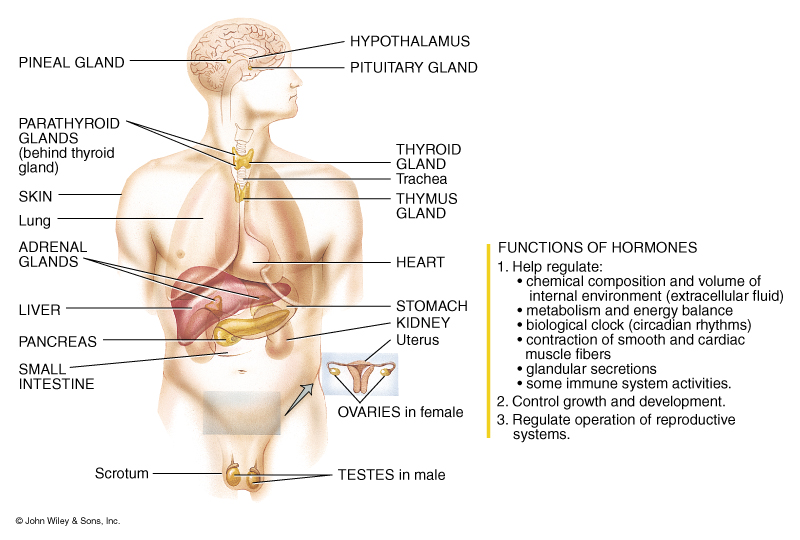 HYPOTHALAMUS
PINEAL GLAND
PITUITARY GLAND
PARATHYROID
GLANDS
(behind thyroid
gland)
THYROID
GLAND
Trachea
SKIN
THYMUS
GLAND
Lung
ADRENAL
GLANDS
HEART
LIVER
STOMACH
KIDNEY
PANCREAS
Uterus
SMALL
INTESTINE
OVARIES in female
Scrotum
TESTES in male
FUNCTIONS OF HORMONES
1. Help regulate:
• chemical composition and volume of
internal environment (extracellular fluid)
• metabolism and energy balance
• biological clock (circadian rhythms)
• contraction of smooth and cardiac
muscle fibers
• glandular secretions
• some immune system activities.
2. Control growth and development.
3. Regulate operation of reproductive
systems.
© John Wiley & Sons, Inc.